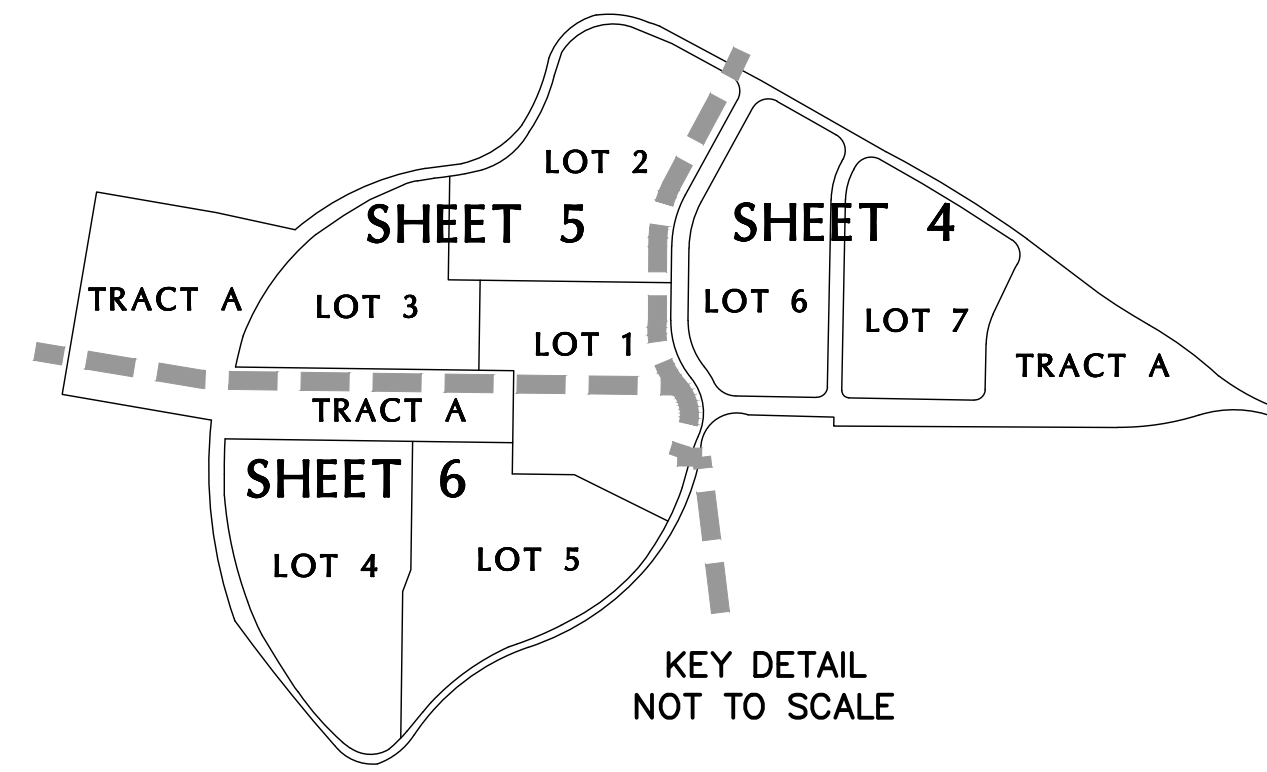 LOT 2
SHEET 5
SHEET 4
TRACT A
LOT 3
LOT 6
LOT 7
LOT 1
TRACT A
TRACT A
SHEET 6
LOT 4
LOT 5
KEY DETAIL
NOT TO SCALE